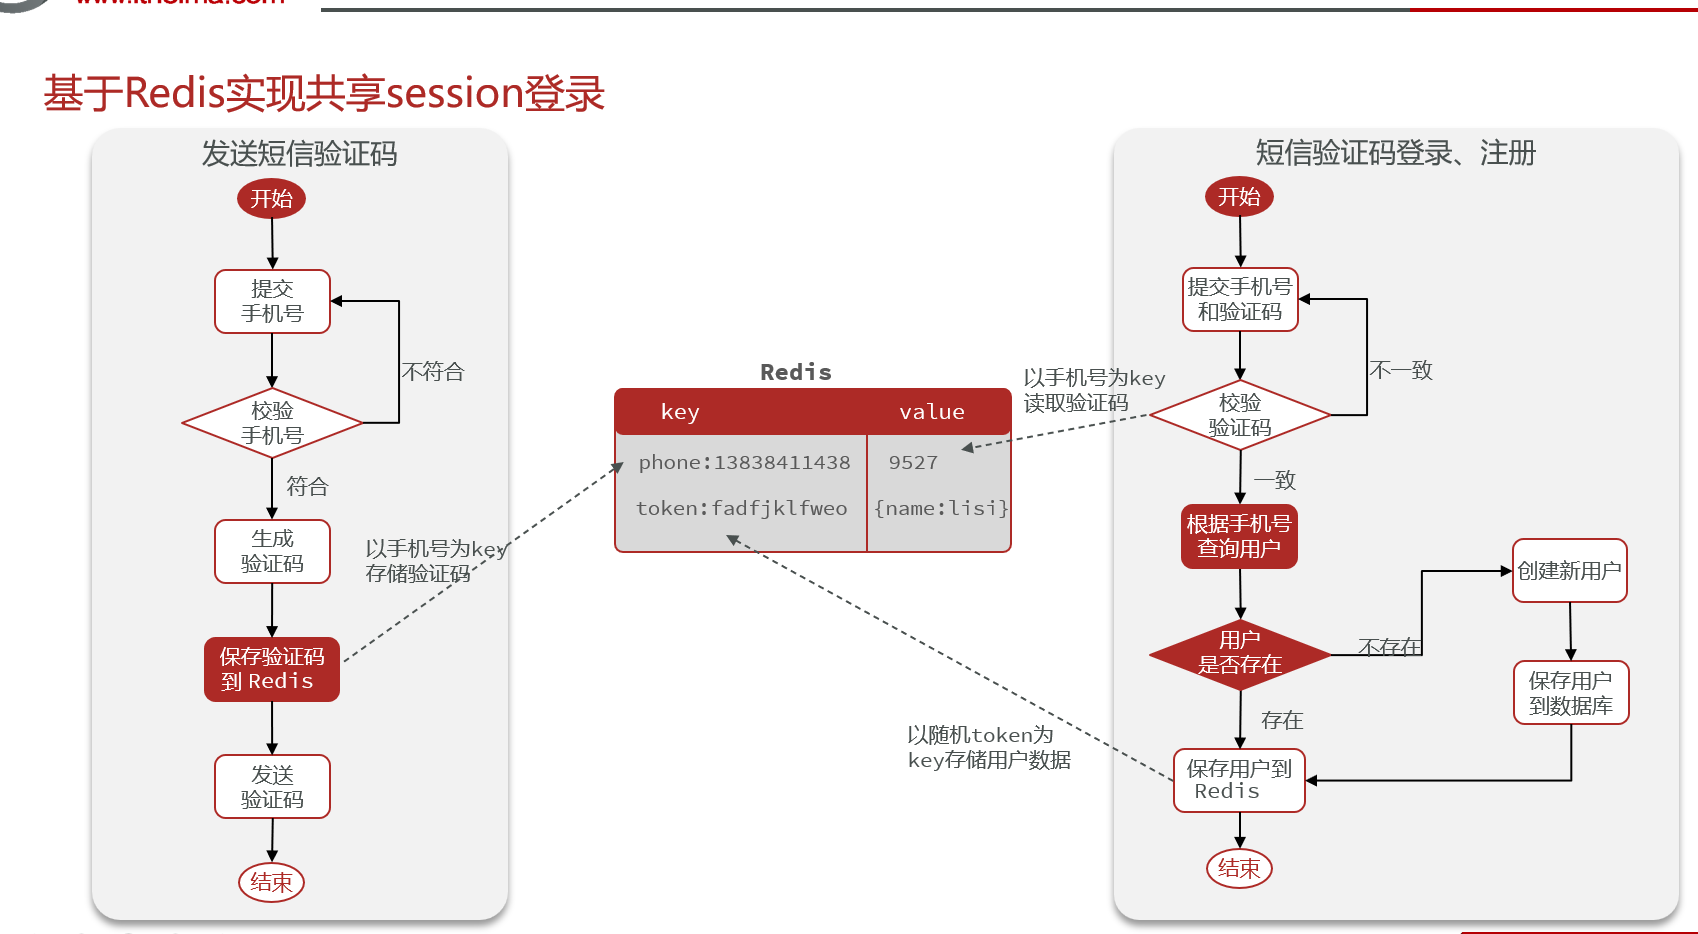 基于Redis实现共享session登录
发送短信验证码
开始
提交
手机号
不符合
校验
手机号
符合
生成
验证码
以手机号为key
存储验证码
保存验证码
到 Redis
发送
验证码
结束
Redis
key value
phone:13838411438 9527
token:fadfjklfweo {name:lisi}
以手机号为key
读取验证码
以随机token为
key存储用户数据
短信验证码登录、注册
开始
提交手机号
和验证码
不一致
校验
验证码
一致
根据手机号
查询用户
用户
是否存在
不存在
创建新用户
保存用户
到数据库
存在
保存用户到
Redis
结束